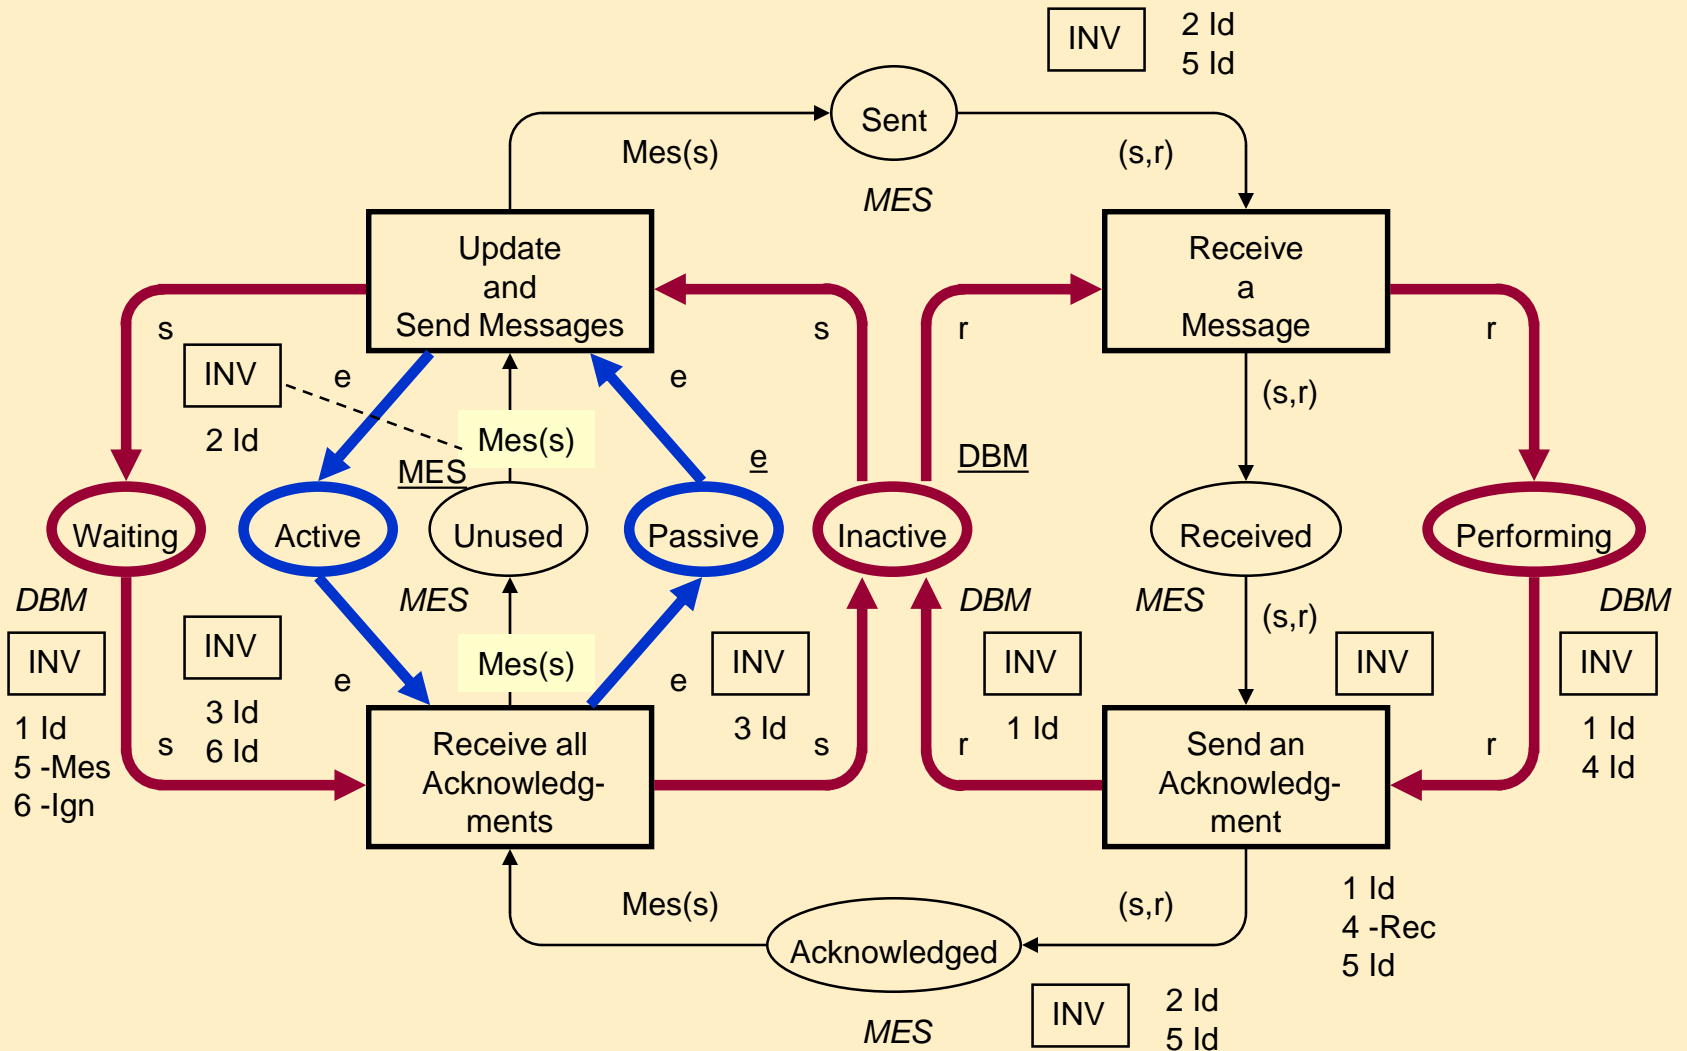 INV
2 Id
5 Id
Sent
Mes(s)
(s,r)
MES
Update
and
Send Messages
Receive
a
Message
s
s
r
r
INV
e
e
(s,r)
2 Id
Mes(s)
MES
e
DBM
Waiting
Active
Unused
Passive
Inactive
Received
Performing
DBM
MES
DBM
MES
DBM
(s,r)
INV
INV
Mes(s)
INV
INV
INV
INV
e
e
1 Id
5 -Mes
6 -Ign
s
3 Id
6 Id
3 Id
s
1 Id
r
r
1 Id
4 Id
Receive all
Acknowledg-
ments
Send an
Acknowledg-
ment
Mes(s)
(s,r)
1 Id
4 -Rec
5 Id
Acknowledged
MES
INV
2 Id
5 Id